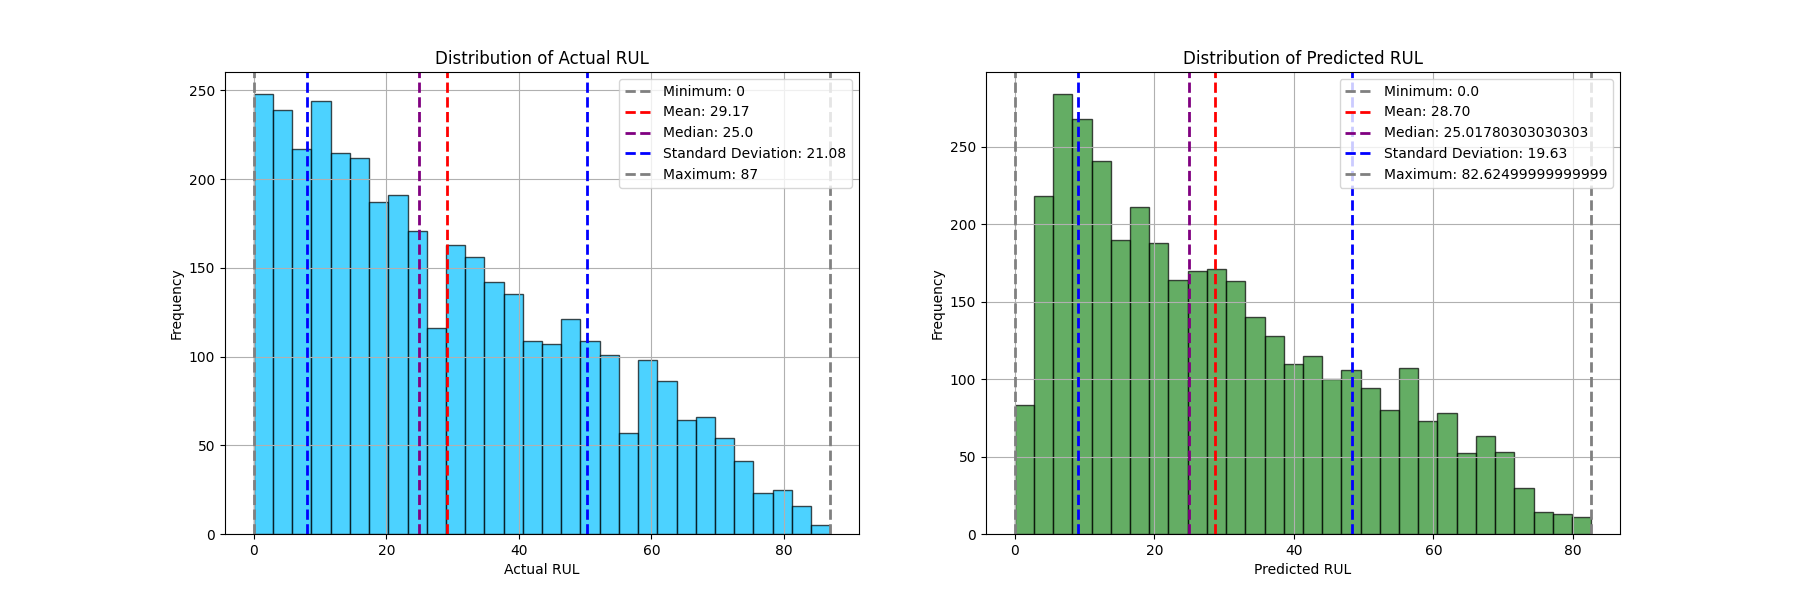 Distribution of Actual RUL
250
200
150
100
50
0
Frequency
0 20 40 60 80
Actual RUL
Minimum: 0
Mean: 29.17
Median: 25.0
Standard Deviation: 21.08
Maximum: 87
Distribution of Predicted RUL
250
200
150
100
50
0
Frequency
0 20 40 60 80
Predicted RUL
Minimum: 0.0
Mean: 28.70
Median: 25.01780303030303
Standard Deviation: 19.63
Maximum: 82.62499999999999